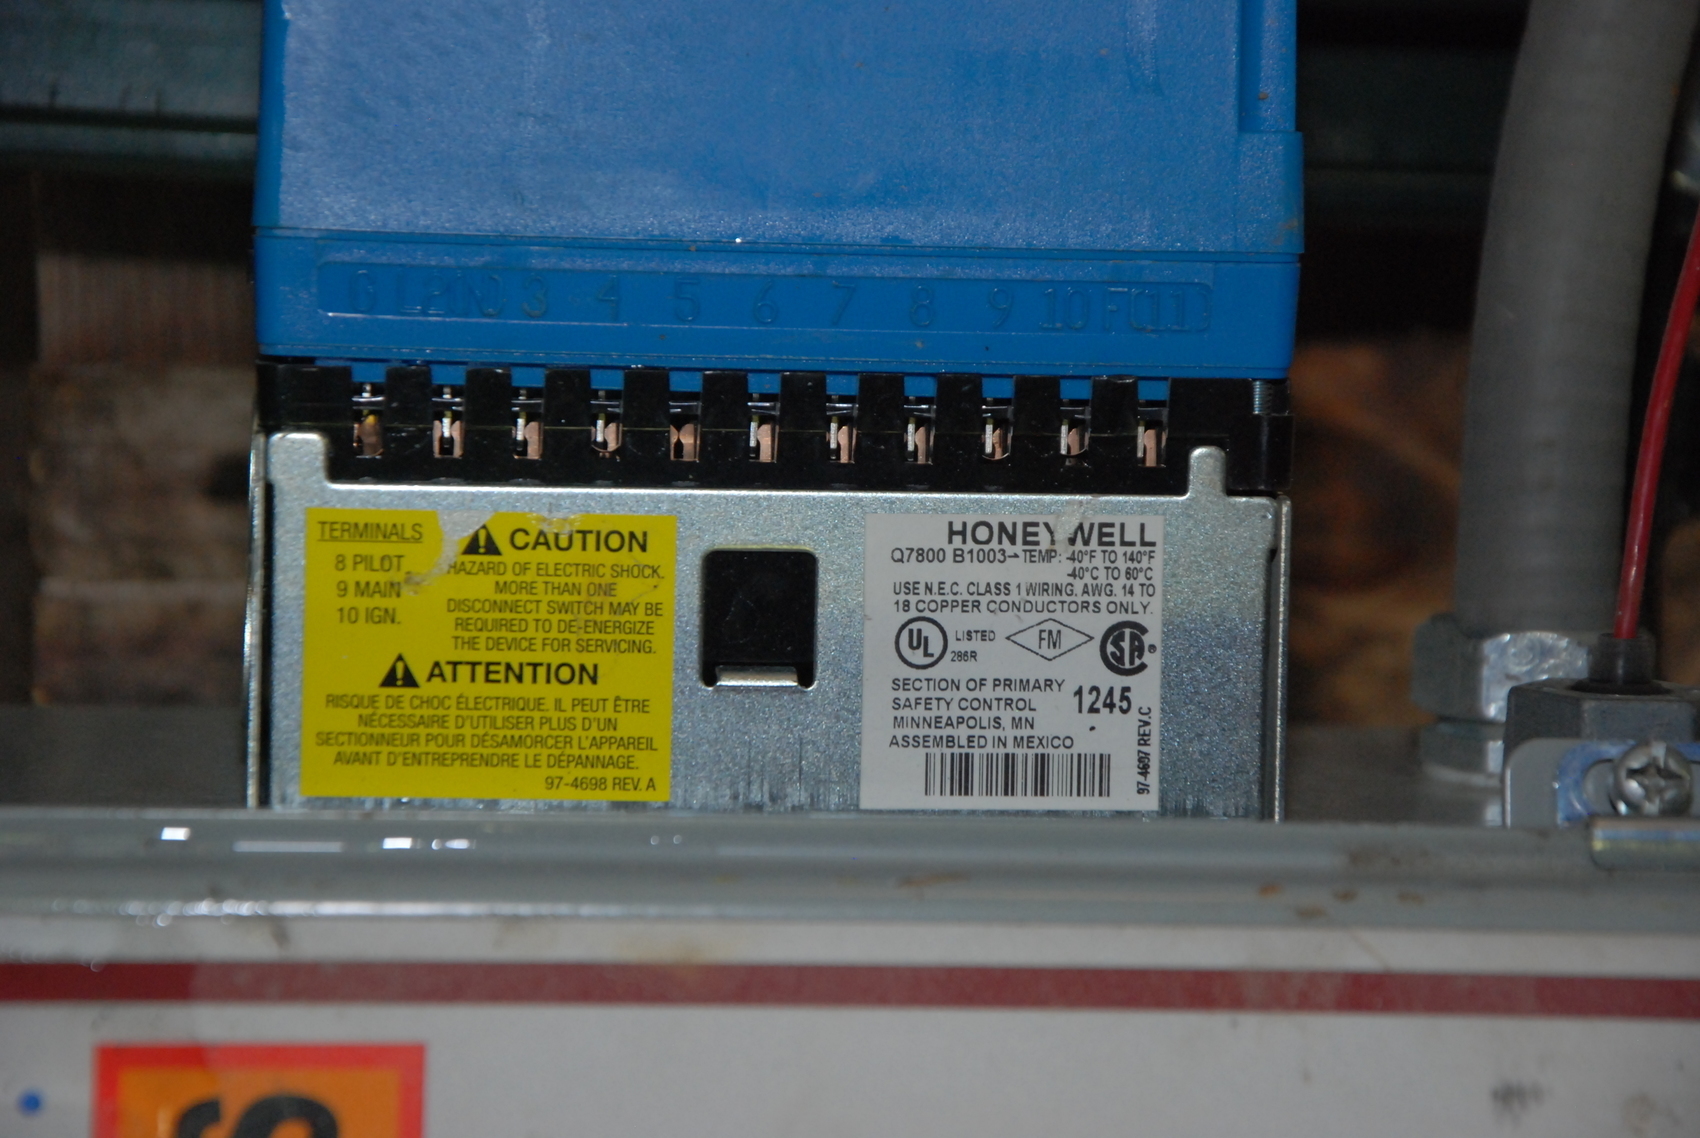 G L2(N) 3 4 5 6 7 8 9 10 F(11)
TERMINALS
8 PILOT
9 MAIN
10 IGN.
CAUTION
HAZARD OF ELECTRIC SHOCK.
MORE THAN ONE
DISCONNECT SWITCH MAY BE
REQUIRED TO DE-ENERGIZE
THE DEVICE FOR SERVICING.
ATTENTION
RISQUE DE CHOC ÉLECTRIQUE. IL PEUT ÊTRE
NÉCESSAIRE D'UTILISER PLUS D'UN
SECTIONNEUR POUR DÉSAMORCER L'APPAREIL
AVANT D'ENTREPRENDRE LE DÉPANNAGE.
97-4698 REV. A
HONEYWELL
Q7800 B1003- TEMP: -40°F TO 140°F
-40°C TO 60°C
USE N.E.C. CLASS 1 WIRING, AWG. 14 TO
18 COPPER CONDUCTORS ONLY.
UL LISTED 286R FM SA ®
SECTION OF PRIMARY
SAFETY CONTROL 1245
MINNEAPOLIS, MN
ASSEMBLED IN MEXICO
97-4697 REV.C